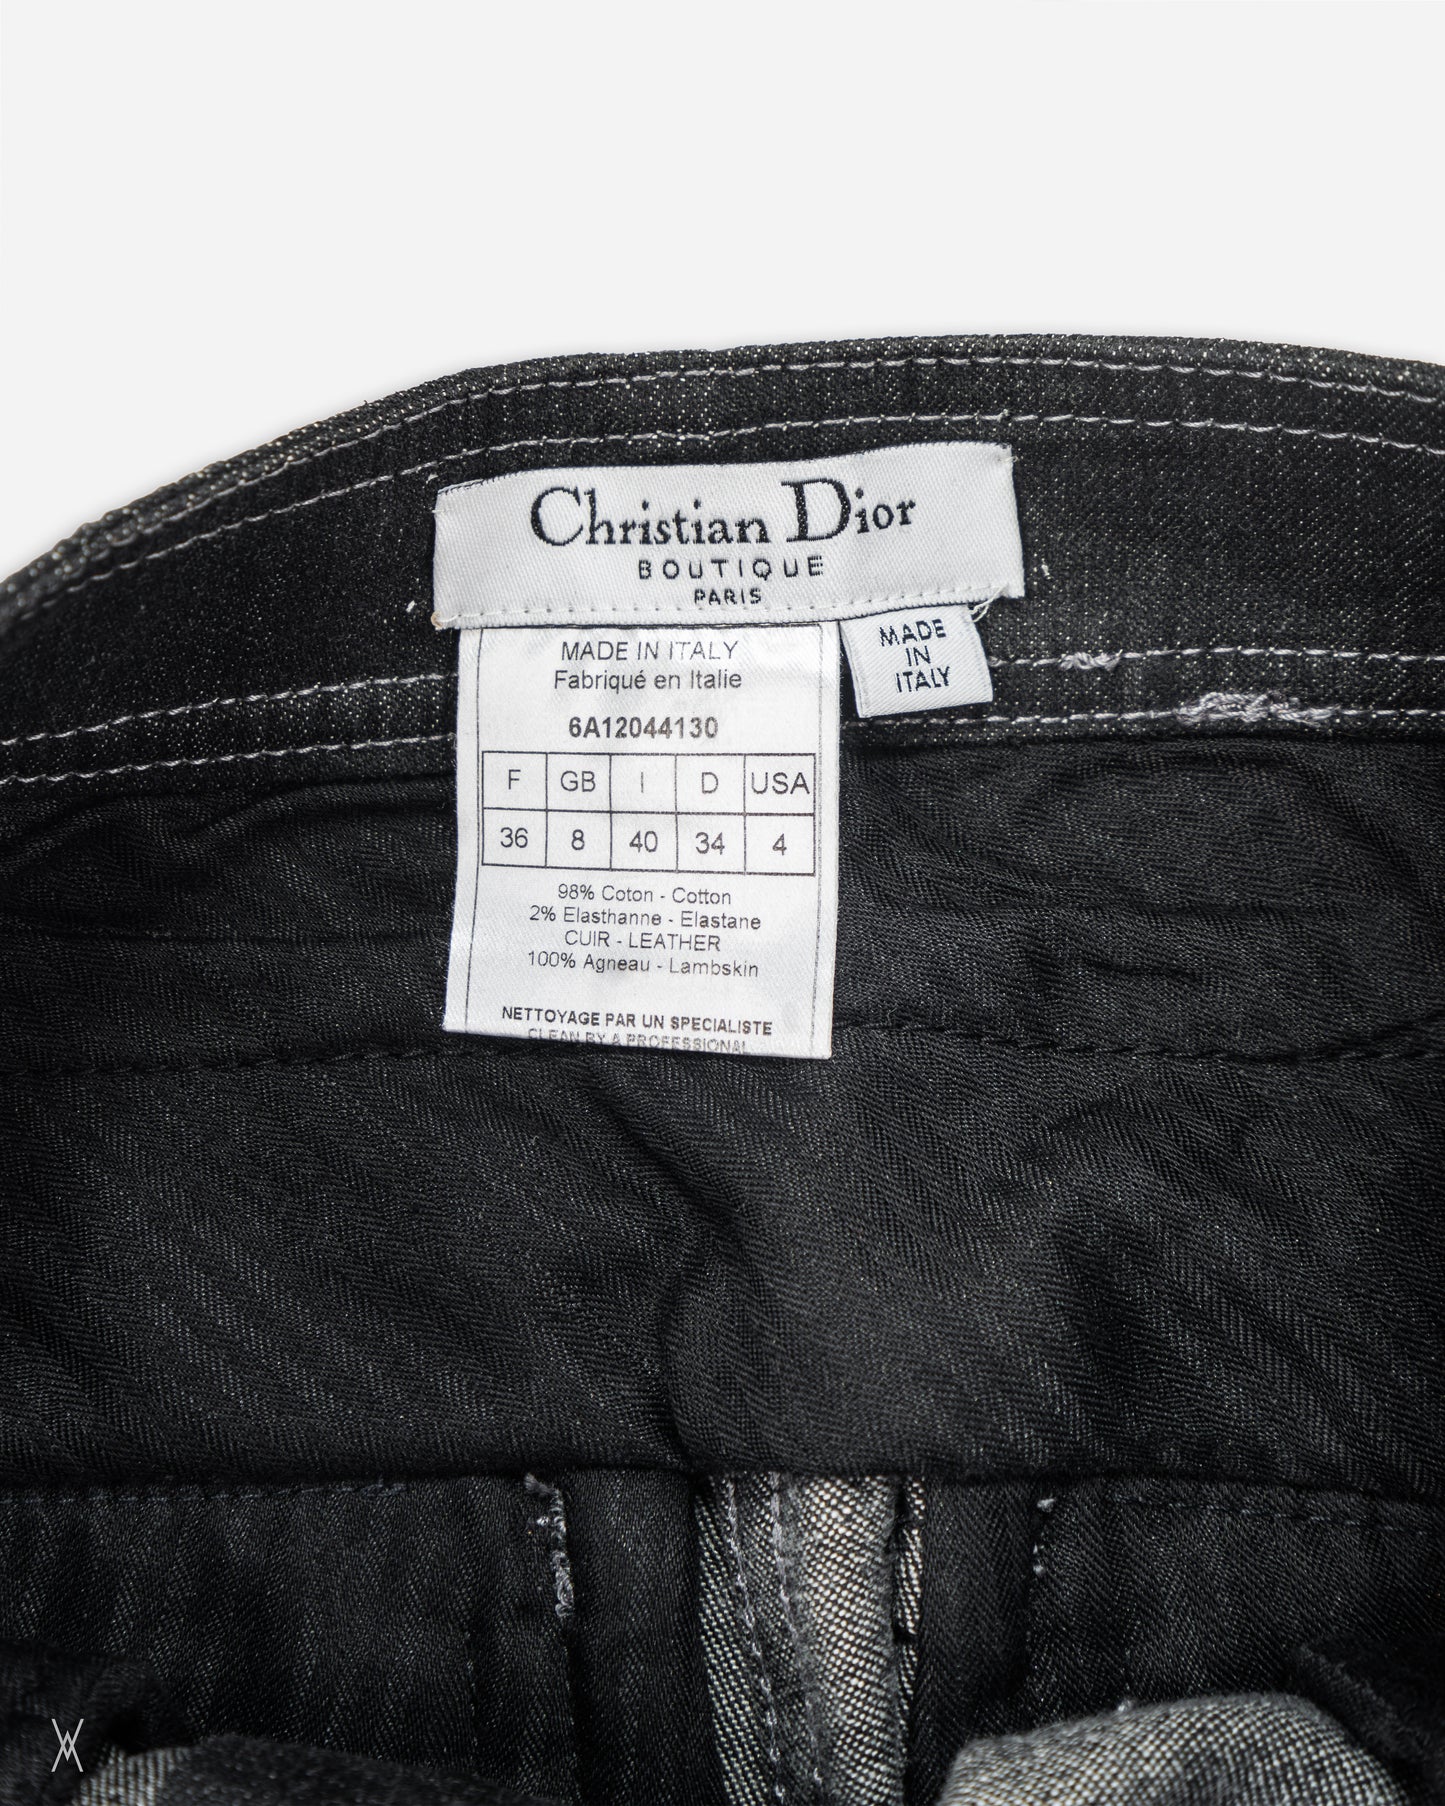 Christian Dior
BOUTIQUE
PARIS
MADE IN ITALY
Fabriqué en Italie
6A12044130
F GB I D USA
36 8 40 34 4
98% Coton - Cotton
2% Elasthanne - Elastane
CUIR - LEATHER
100% Agneau - Lambskin
NETTOYAGE PAR UN SPECIALISTE
CLEAN BY A PROFESSIONAL
MADE
IN
ITALY